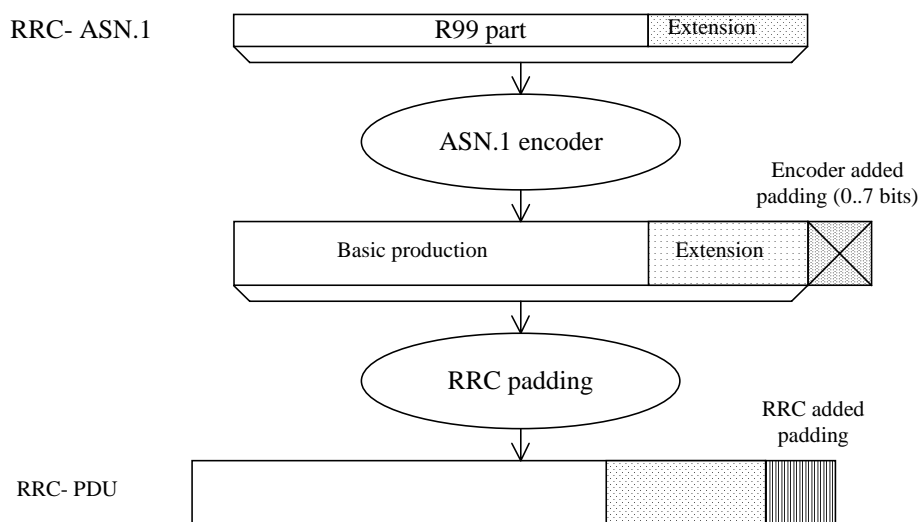 RRC- ASN.1
R99 part
Extension
ASN.1 encoder
Encoder added
padding (0..7 bits)
Basic production
Extension
RRC padding
RRC added
padding
RRC- PDU